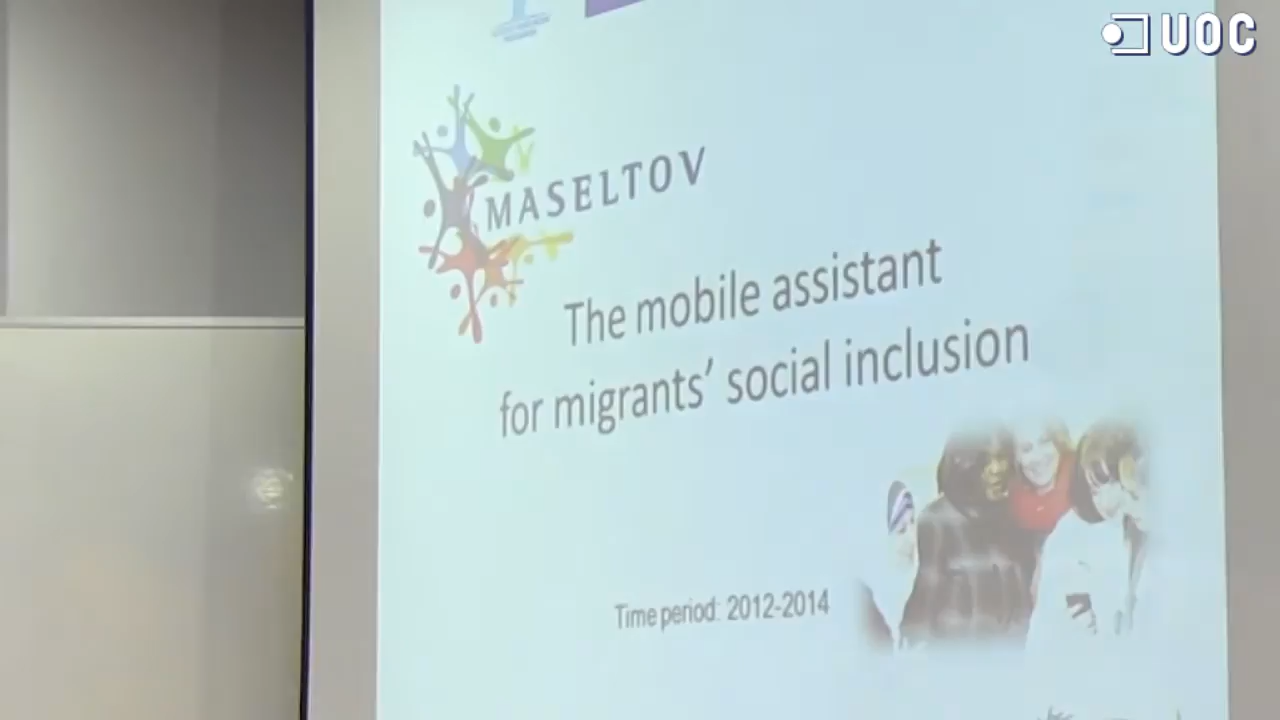 UOC
MASELTOV
The mobile assistant
for migrants' social inclusion
Time period: 2012-2014